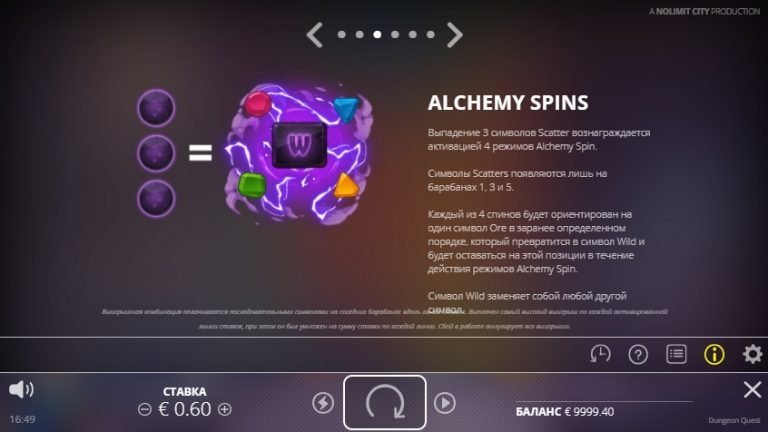 A NOLIMIT CITY PRODUCTION
ALCHEMY SPINS
Выпадение 3 символов Scatter вознаграждается
активацией 4 режимов Alchemy Spin.
Символы Scatters появляются лишь на
барабанах 1, 3 и 5.
Каждый из 4 спинов будет ориентирован на
один символ Ore в заранее определенном
порядке, который превратится в символ Wild и
будет оставаться на этой позиции в течение
действия режимов Alchemy Spin.
Символ Wild заменяет собой любой другой
символ.
Выигрышная комбинация оплачивается последовательными символами на соседних барабанах вдоль Выплачен самый высокий выигрыш по каждой активированной
линии ставок, при этом он был умножен на сумму ставки по каждой линии. Сбой в работе аннулирует все выигрыши.
СТАВКА
€ 0.60
БАЛАНС € 9999.40
16:49
Dungeon Quest